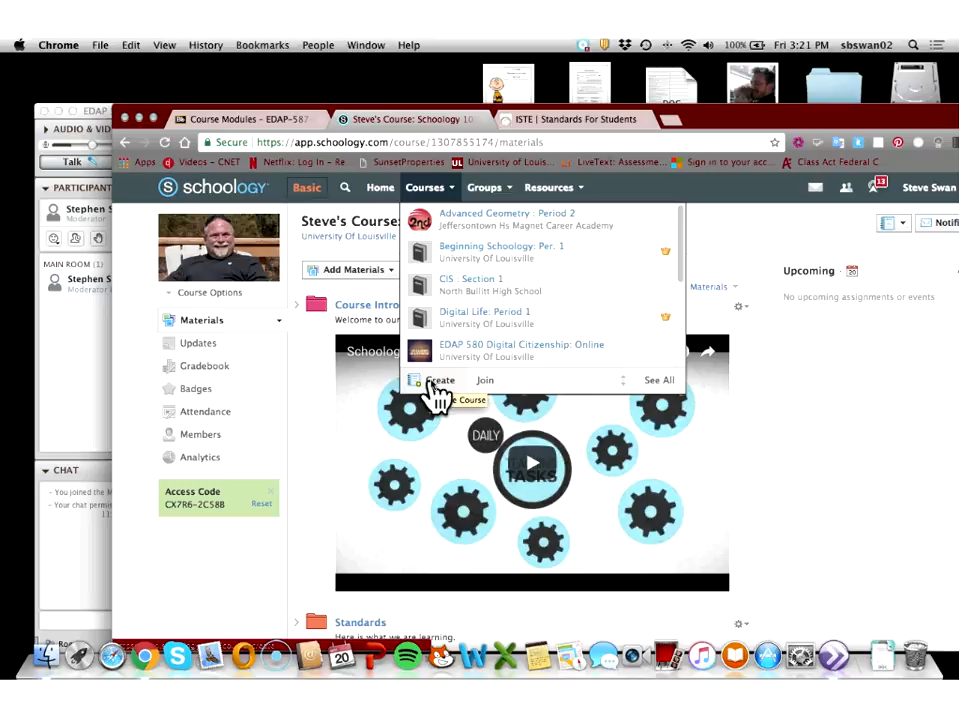 Chrome File Edit View History Bookmarks People Window Help 100% Fri 3:21 PM sbswan02
EDAP
Course Modules - EDAP-587
Steve's Course: Schoology 10
ISTE | Standards For Students
Secure https://app.schoology.com/course/1307855174/materials
Apps Videos - CNET Netflix: Log In - Re... SunsetProperties University of Louis... LiveText: Assessme... Sign in to your acc... Class Act Federal C
AUDIO & VID
Talk
PARTICIPANT
Stephen S
Moderator
MAIN ROOM (1)
Stephen S
Moderator
CHAT
- You joined the M
- Your chat permis
11:
schoology Basic Home Courses Groups Resources 13 Steve Swan
Course Options
Materials
Updates
Gradebook
Badges
Attendance
Members
Analytics
Access Code
CX7R6-2C58B Reset
Steve's Course:
University Of Louisville
Add Materials
Course Intro
Welcome to our
Advanced Geometry : Period 2
Jeffersontown Hs Magnet Career Academy
Beginning Schoology: Per. 1
University Of Louisville
CIS : Section 1
North Bullitt High School
Digital Life: Period 1
University Of Louisville
EDAP 580 Digital Citizenship: Online
University Of Louisville
Create Join See All
Course
Materials
Notifi
Upcoming
No upcoming assignments or events
Schoolog
DAILY
TASKS
Standards
Here is what we are learning.
20